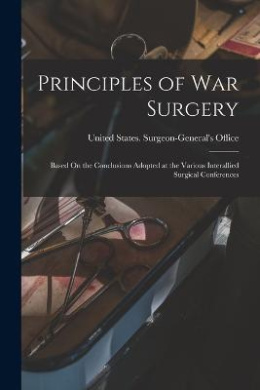 Principles of War
Surgery
United States. Surgeon-General's Office
Based On the Conclusions Adopted at the Various Interallied
Surgical Conferences